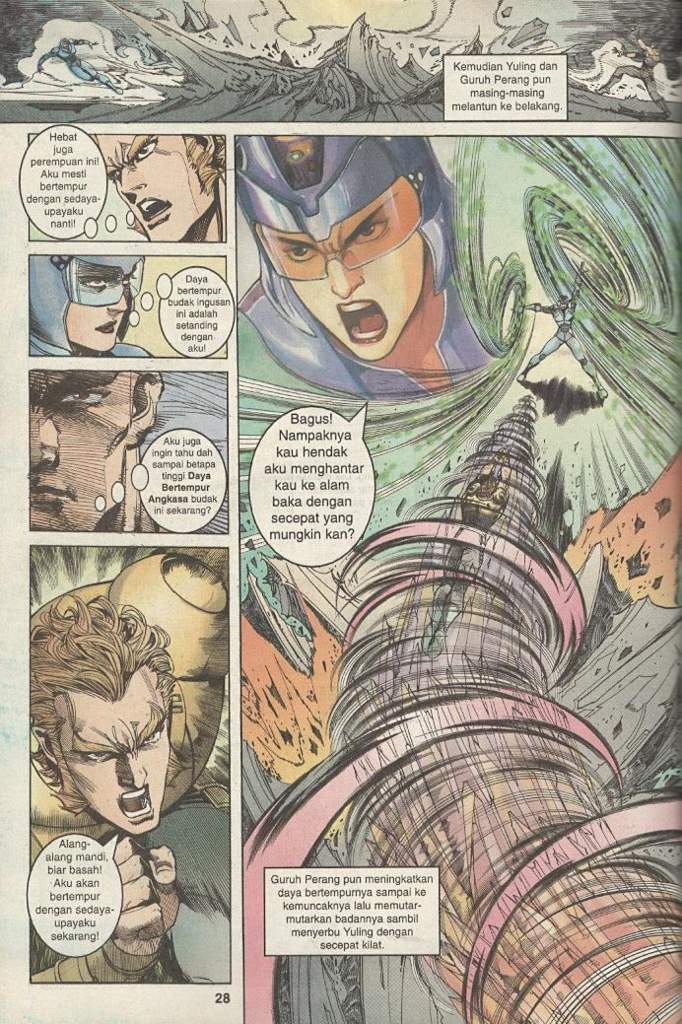 Kemudian Yuling dan
Guruh Perang pun
masing-masing
melantun ke belakang.
Hebat
juga
perempuan ini!
Aku mesti
bertempur
dengan sedaya-
upayaku
nanti!
Daya
bertempur
budak ingusan
ini adalah
setanding
dengan
aku!
Aku juga
ingin tahu dah
sampai betapa
tinggi Daya
Bertempur
Angkasa budak
ini sekarang?
Alang-
alang mandi,
biar basah!
Aku akan
bertempur
dengan sedaya-
upayaku
sekarang!
Bagus!
Nampaknya
kau hendak
aku menghantar
kau ke alam
baka dengan
secepat yang
mungkin kan?
Guruh Perang pun meningkatkan
daya bertempurnya sampai ke
kemuncaknya lalu memutar-
mutarkan badannya sambil
menyerbu Yuling dengan
secepat kilat.
28